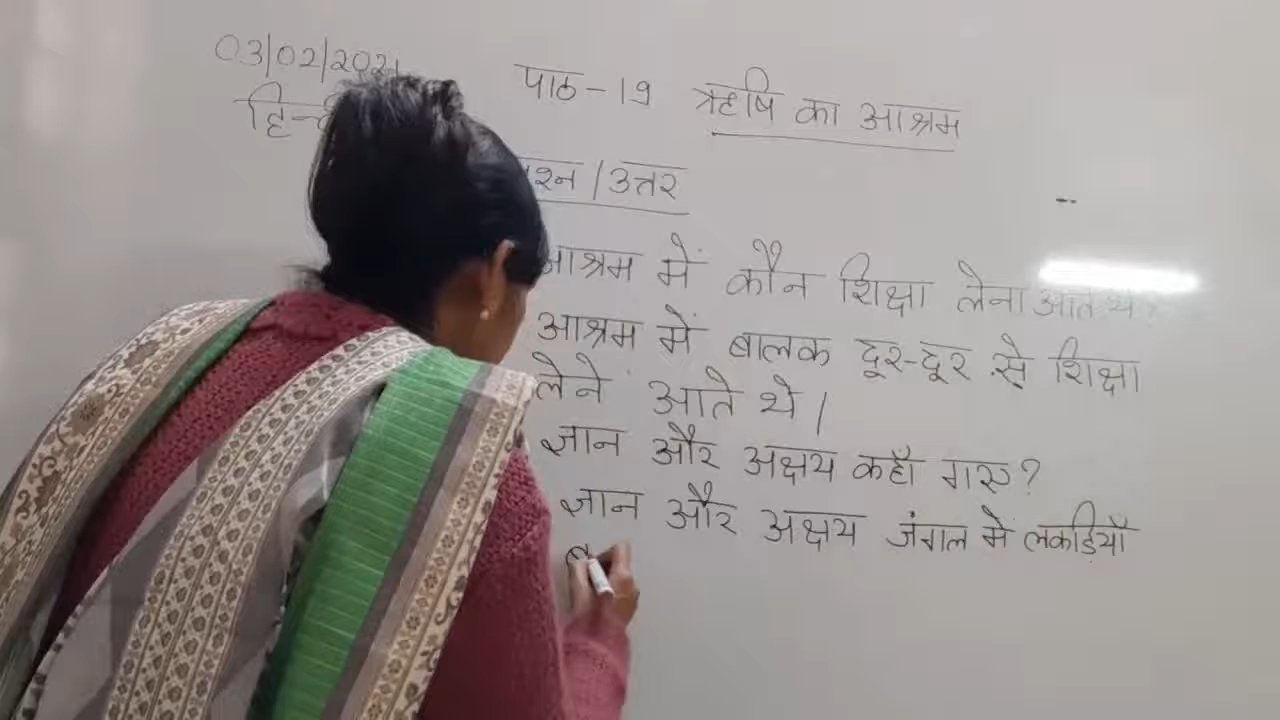 03/02/2021
पाठ-19 ऋषि का आश्रम
प्रश्न/उत्तर
आश्रम में कौन शिक्षा लेना आते थे?
आश्रम में बालक दूर-दूर से शिक्षा
लेने आते थे।
ज्ञान और अक्षय कहाँ गए?
ज्ञान और अक्षय जंगल मे लकडियाँ